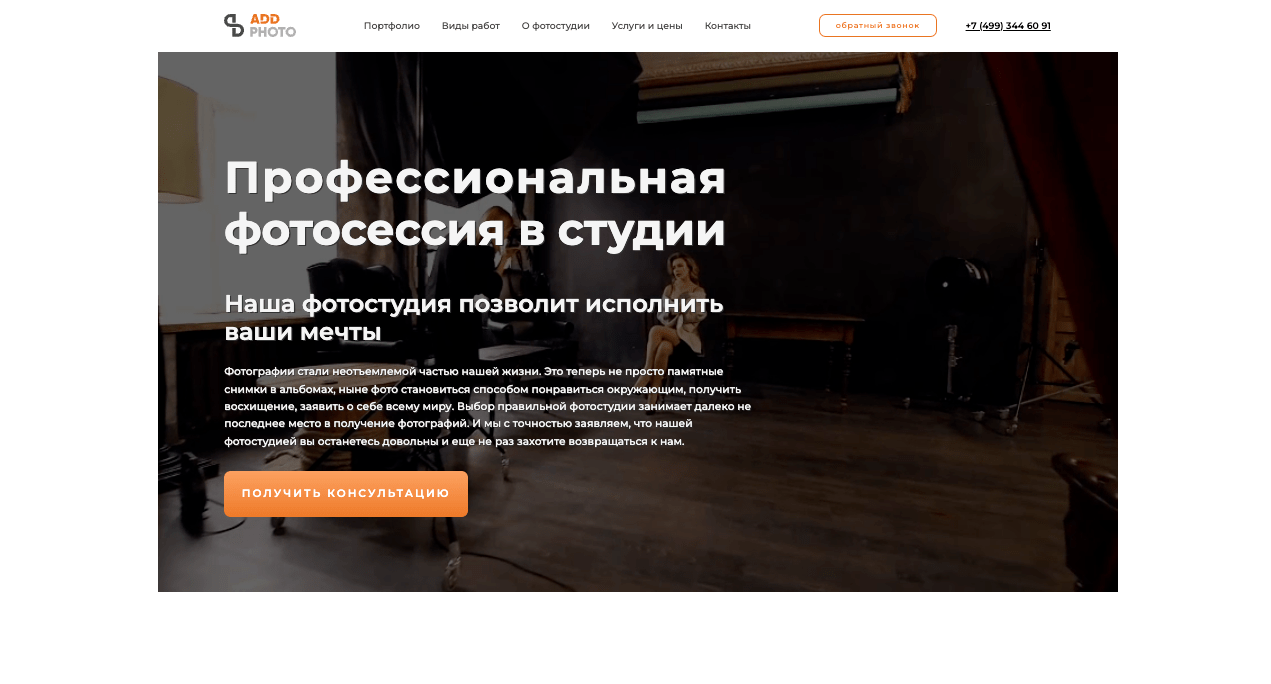 ADD
PHOTO
Портфолио
Виды работ
О фотостудии
Услуги и цены
Контакты
обратный звонок
+7 (499) 344 60 91
Профессиональная
фотосессия в студии
Наша фотостудия позволит исполнить
ваши мечты
Фотографии стали неотъемлемой частью нашей жизни. Это теперь не просто памятные
снимки в альбомах, ныне фото становиться способом понравиться окружающим, получить
восхищение, заявить о себе всему миру. Выбор правильной фотостудии занимает далеко не
последнее место в получение фотографий. И мы с точностью заявляем, что нашей
фотостудией вы останетесь довольны и еще не раз захотите возвращаться к нам.
ПОЛУЧИТЬ КОНСУЛЬТАЦИЮ